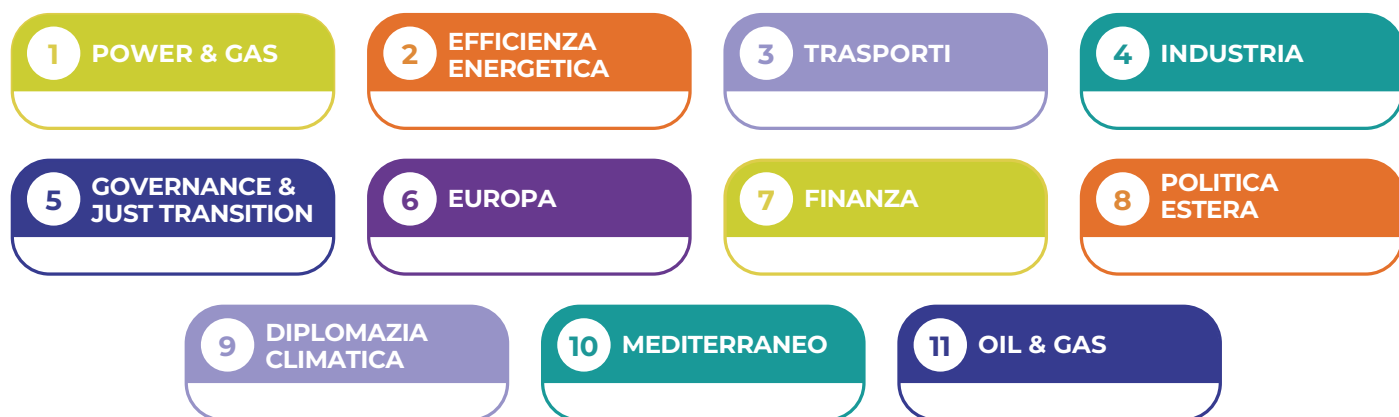 1 POWER & GAS
2 EFFICIENZA
ENERGETICA
3 TRASPORTI
4 INDUSTRIA
5 GOVERNANCE &
JUST TRANSITION
6 EUROPA
7 FINANZA
8 POLITICA
ESTERA
9 DIPLOMAZIA
CLIMATICA
10 MEDITERRANEO
11 OIL & GAS